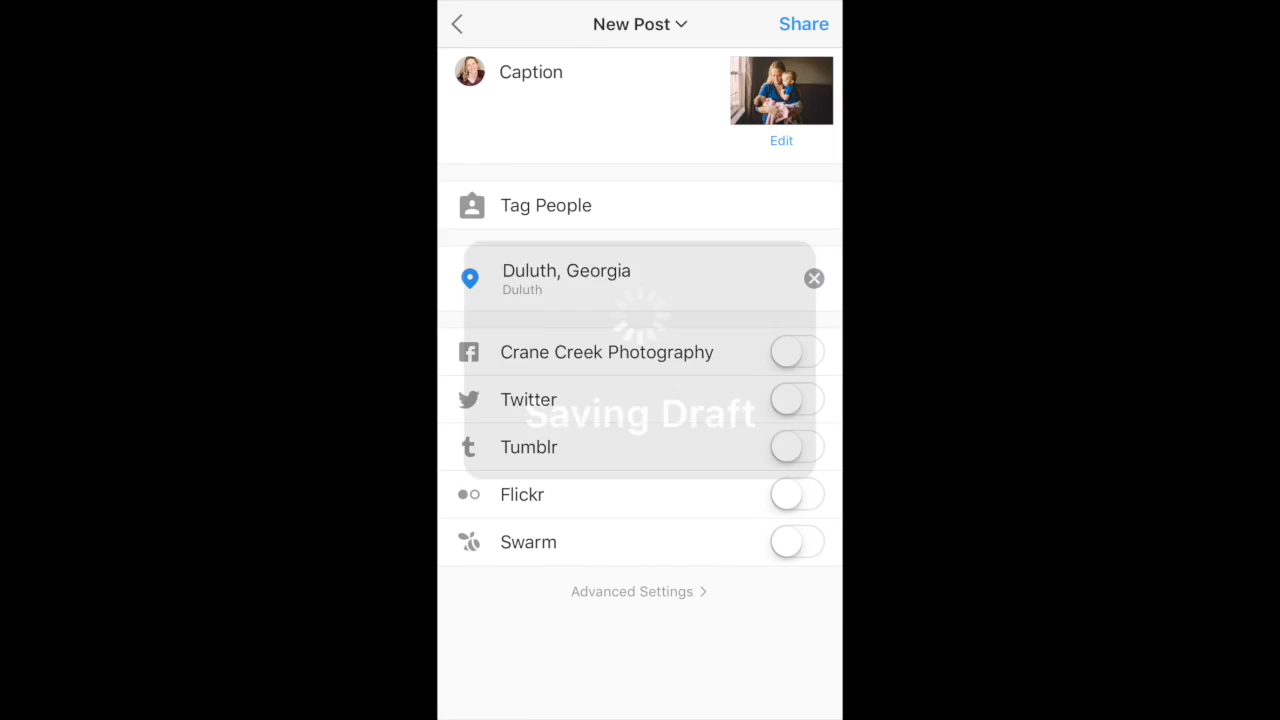 New Post
Share
Caption
Edit
Tag People
Duluth, Georgia
Duluth
Crane Creek Photography
Twitter
Saving Draft
Tumblr
Flickr
Swarm
Advanced Settings